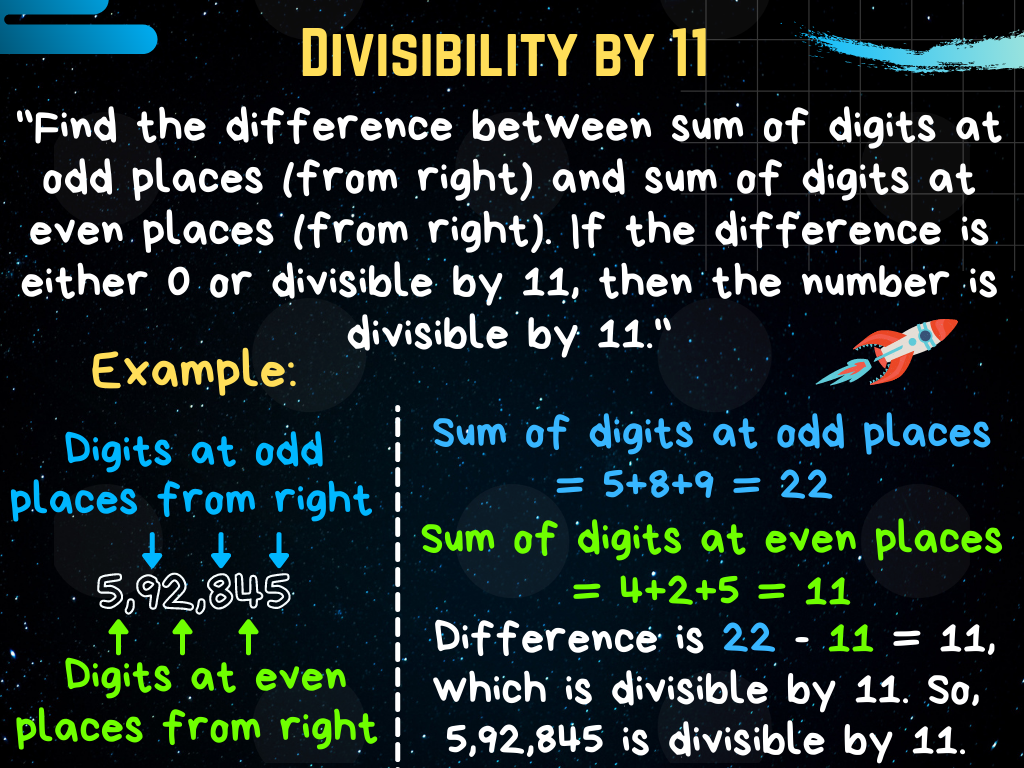 Divisibility by 11
"Find the difference between sum of digits at
odd places (from right) and sum of digits at
even places (from right). If the difference is
either 0 or divisible by 11, then the number is
divisible by 11."
Example:
Digits at odd
places from right
5,92,845
Digits at even
places from right
Sum of digits at odd places
= 5+8+9 = 22
Sum of digits at even places
= 4+2+5 = 11
Difference is 22 - 11 = 11,
which is divisible by 11. So,
5,92,845 is divisible by 11.